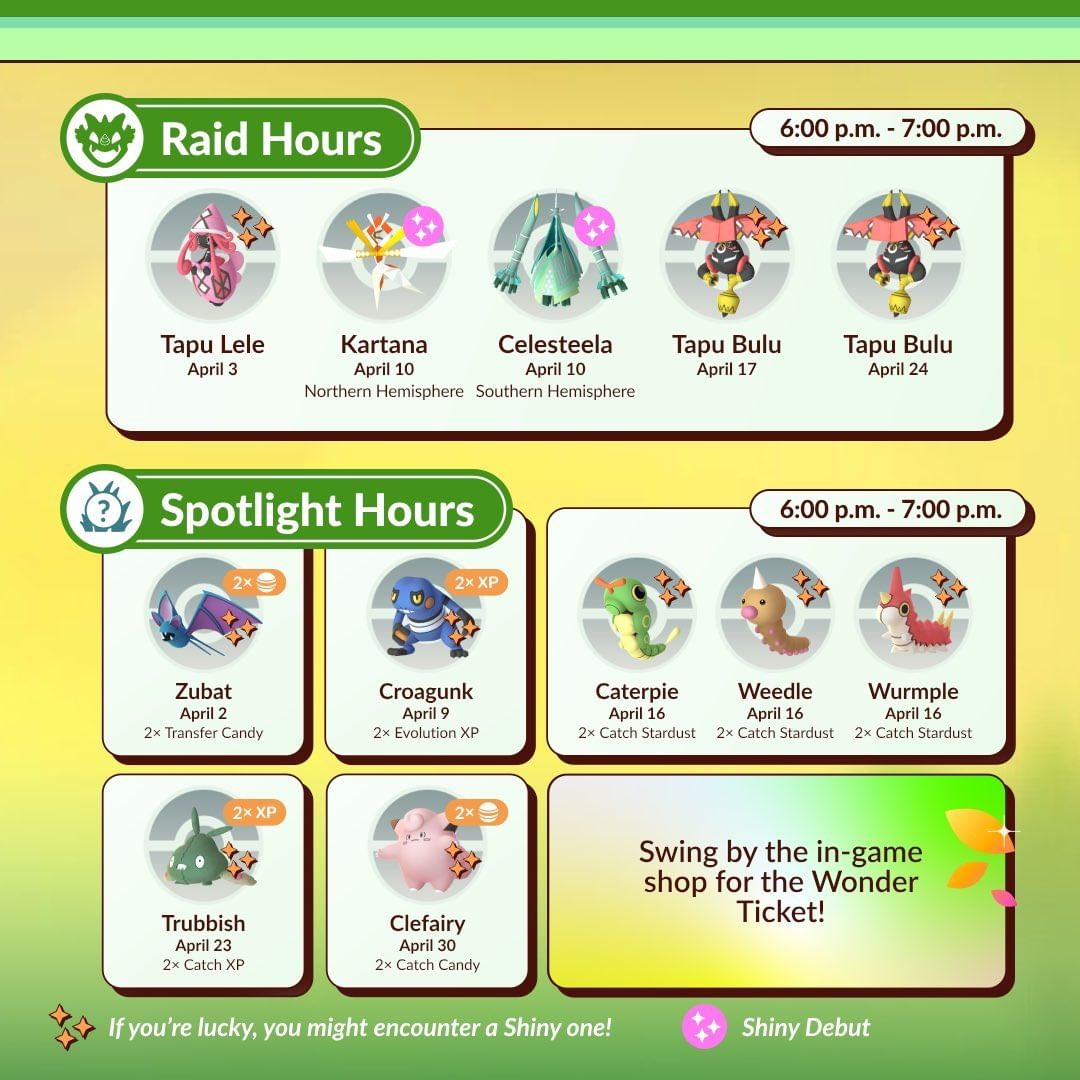 Raid Hours
6:00 p.m. - 7:00 p.m.
Tapu Lele
April 3
Kartana
April 10
Northern Hemisphere
Celesteela
April 10
Southern Hemisphere
Tapu Bulu
April 17
Tapu Bulu
April 24
Spotlight Hours
6:00 p.m. - 7:00 p.m.
2×
Zubat
April 2
2× Transfer Candy
2× XP
Croagunk
April 9
2× Evolution XP
Caterpie
April 16
2× Catch Stardust
Weedle
April 16
2× Catch Stardust
Wurmple
April 16
2× Catch Stardust
2× XP
Trubbish
April 23
2× Catch XP
2×
Clefairy
April 30
2× Catch Candy
Swing by the in-game
shop for the Wonder
Ticket!
If you're lucky, you might encounter a Shiny one!
Shiny Debut